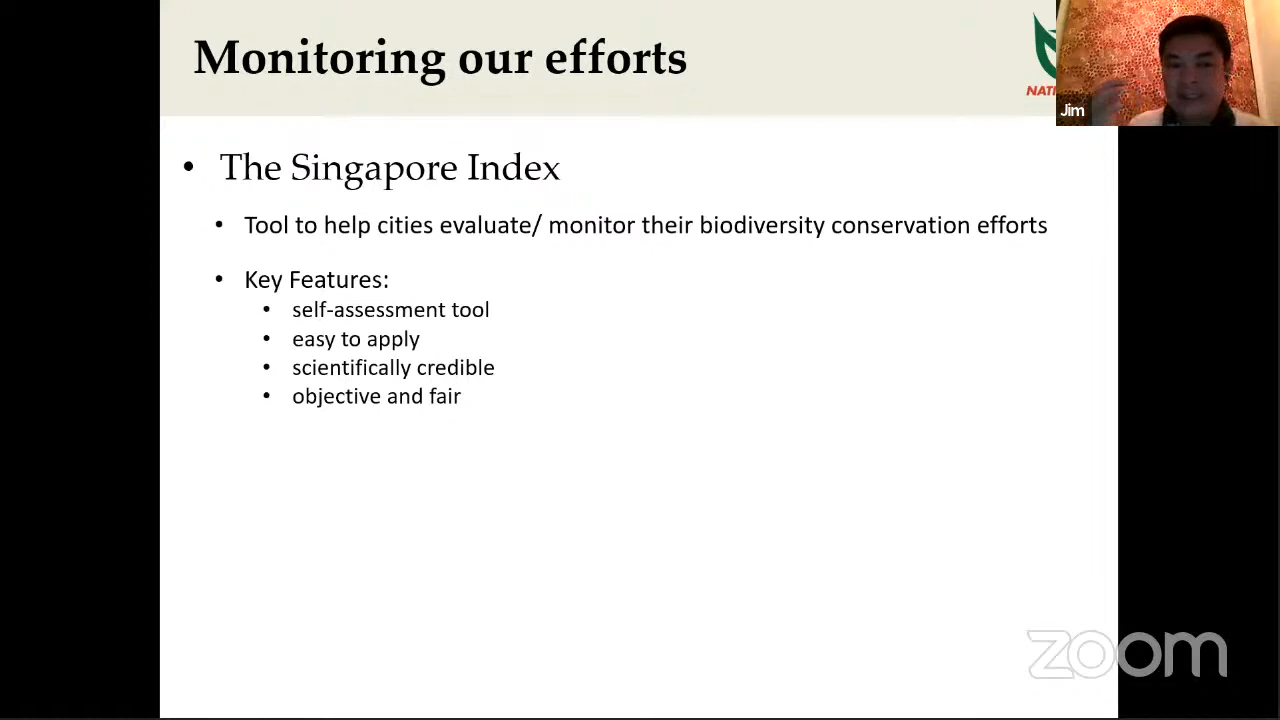 Monitoring our efforts
NATI
Jim
• The Singapore Index
• Tool to help cities evaluate/ monitor their biodiversity conservation efforts
• Key Features:
• self-assessment tool
• easy to apply
• scientifically credible
• objective and fair
zoom